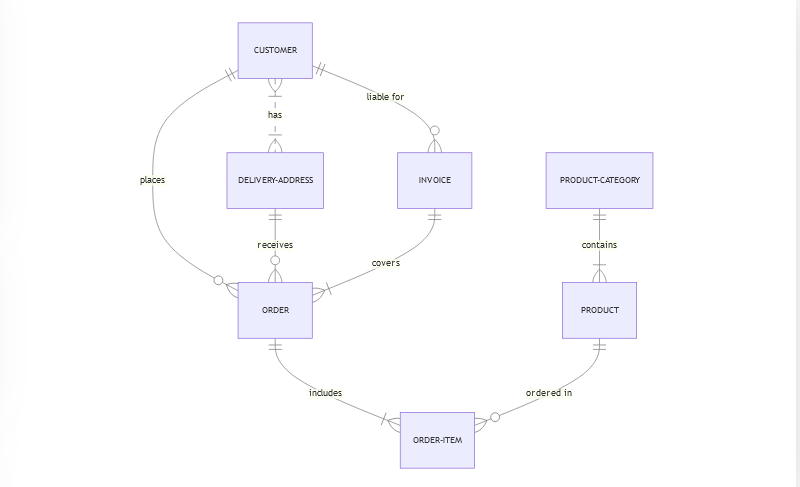 CUSTOMER
has
liable for
places
DELIVERY-ADDRESS
INVOICE
PRODUCT-CATEGORY
receives
covers
contains
ORDER
PRODUCT
includes
ordered in
ORDER-ITEM